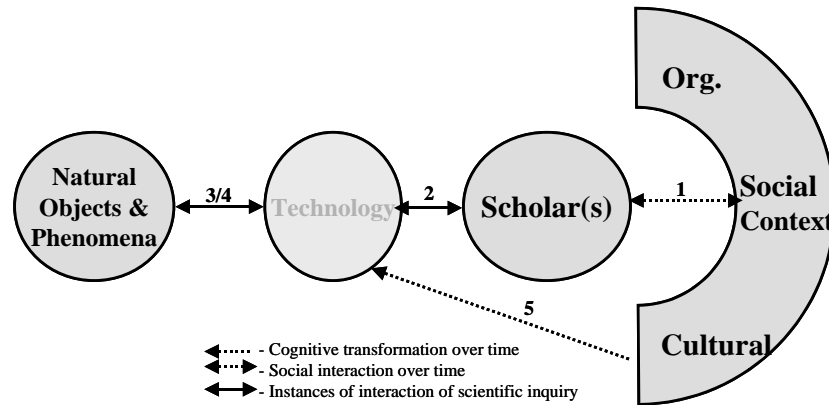 Org.
Natural
Objects &
Phenomena
3/4
Technology
2
Scholar(s)
1
Social
Context
5
Cultural
- Cognitive transformation over time
- Social interaction over time
- Instances of interaction of scientific inquiry